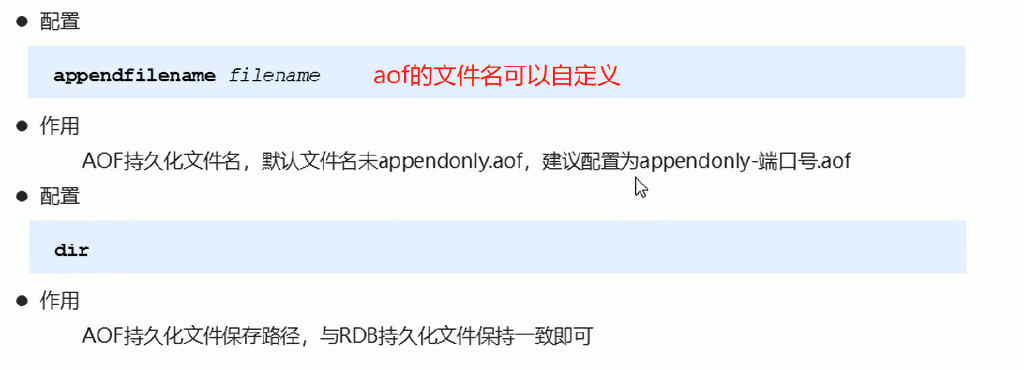 ● 配置
appendfilename filename aof的文件名可以自定义
● 作用
AOF持久化文件名，默认文件名未appendonly.aof，建议配置为appendonly-端口号.aof
● 配置
dir
● 作用
AOF持久化文件保存路径，与RDB持久化文件保持一致即可